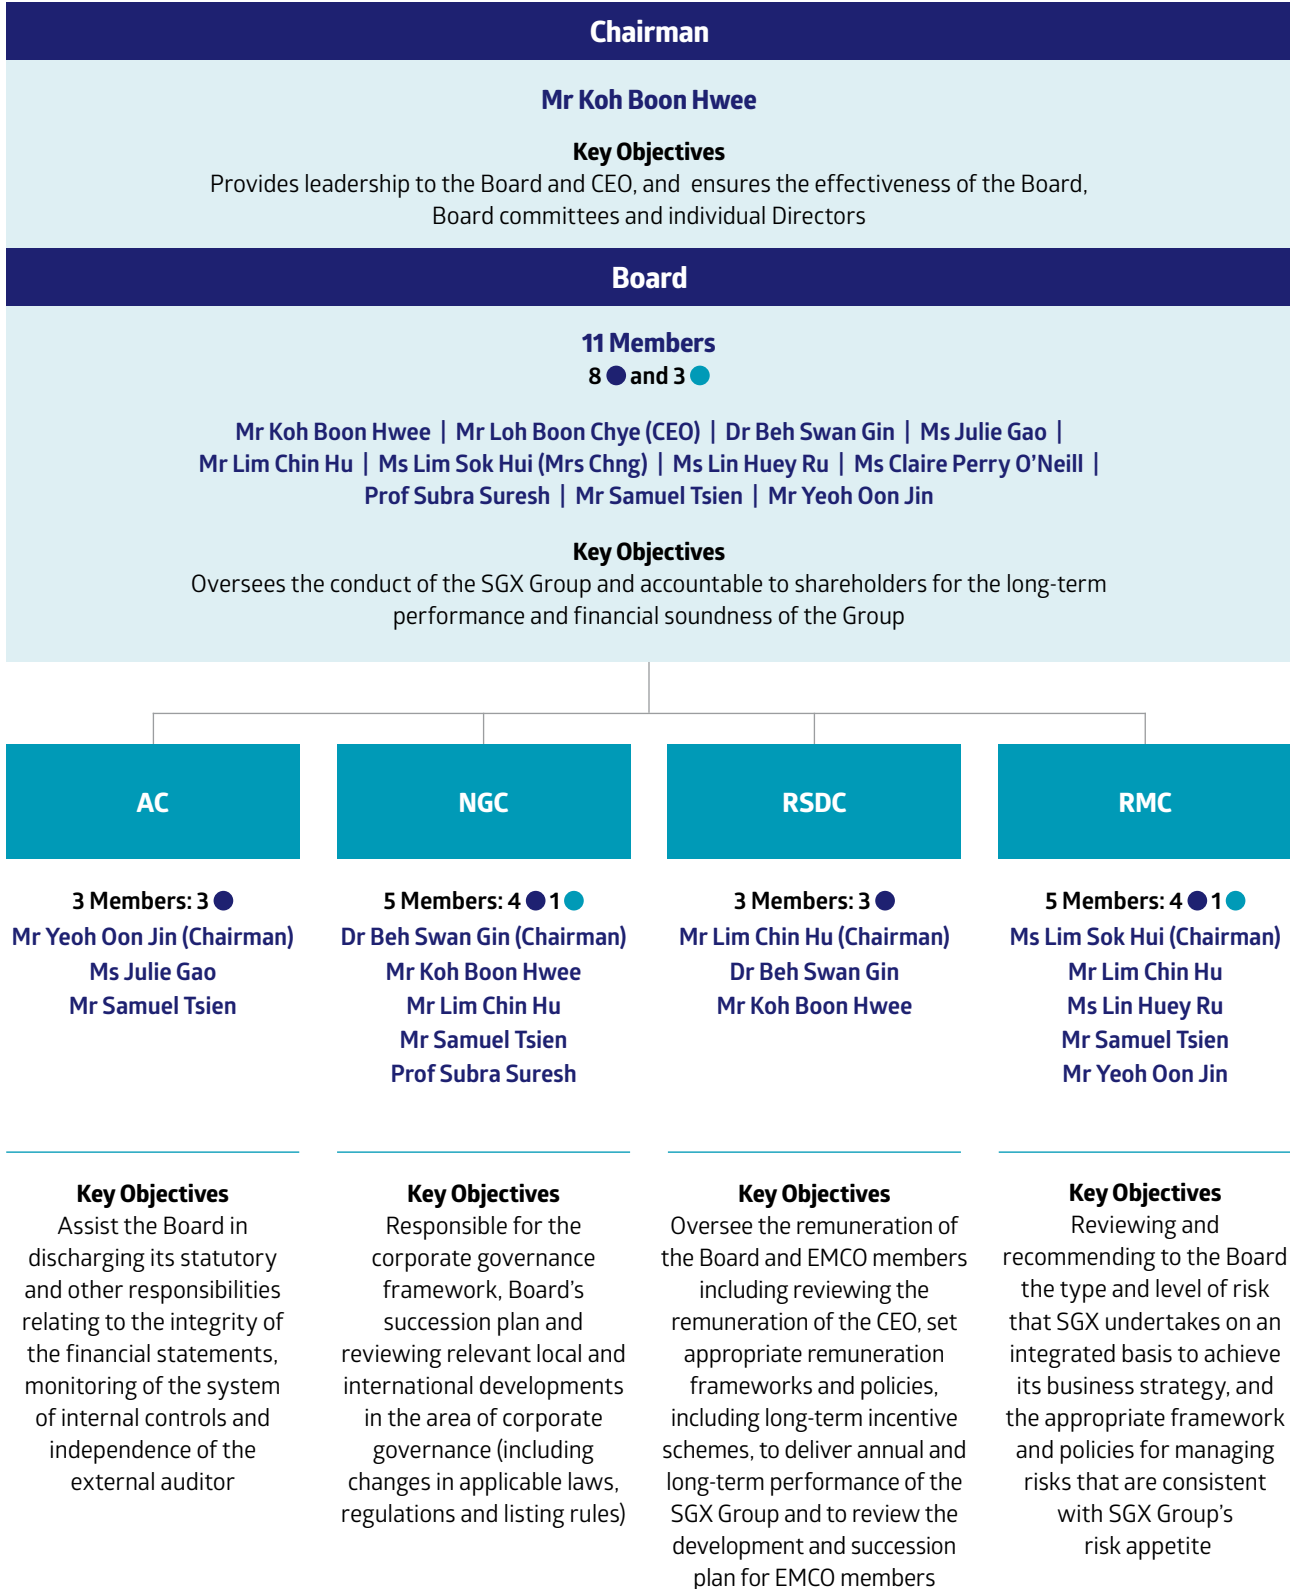 Chairman
Mr Koh Boon Hwee
Key Objectives
Provides leadership to the Board and CEO, and ensures the effectiveness of the Board,
Board committees and individual Directors
Board
11 Members
8 and 3
Mr Koh Boon Hwee | Mr Loh Boon Chye (CEO) | Dr Beh Swan Gin | Ms Julie Gao |
Mr Lim Chin Hu | Ms Lim Sok Hui (Mrs Chng) | Ms Lin Huey Ru | Ms Claire Perry O’Neill |
Prof Subra Suresh | Mr Samuel Tsien | Mr Yeoh Oon Jin
Key Objectives
Oversees the conduct of the SGX Group and accountable to shareholders for the long-term
performance and financial soundness of the Group
AC
3 Members: 3
Mr Yeoh Oon Jin (Chairman)
Ms Julie Gao
Mr Samuel Tsien
Key Objectives
Assist the Board in
discharging its statutory
and other responsibilities
relating to the integrity of
the financial statements,
monitoring of the system
of internal controls and
independence of the
external auditor
NGC
5 Members: 4 1
Dr Beh Swan Gin (Chairman)
Mr Koh Boon Hwee
Mr Lim Chin Hu
Mr Samuel Tsien
Prof Subra Suresh
Key Objectives
Responsible for the
corporate governance
framework, Board’s
succession plan and
reviewing relevant local and
international developments
in the area of corporate
governance (including
changes in applicable laws,
regulations and listing rules)
RSDC
3 Members: 3
Mr Lim Chin Hu (Chairman)
Dr Beh Swan Gin
Mr Koh Boon Hwee
Key Objectives
Oversee the remuneration of
the Board and EMCO members
including reviewing the
remuneration of the CEO, set
appropriate remuneration
frameworks and policies,
including long-term incentive
schemes, to deliver annual and
long-term performance of the
SGX Group and to review the
development and succession
plan for EMCO members
RMC
5 Members: 4 1
Ms Lim Sok Hui (Chairman)
Mr Lim Chin Hu
Ms Lin Huey Ru
Mr Samuel Tsien
Mr Yeoh Oon Jin
Key Objectives
Reviewing and
recommending to the Board
the type and level of risk
that SGX undertakes on an
integrated basis to achieve
its business strategy, and
the appropriate framework
and policies for managing
risks that are consistent
with SGX Group’s
risk appetite